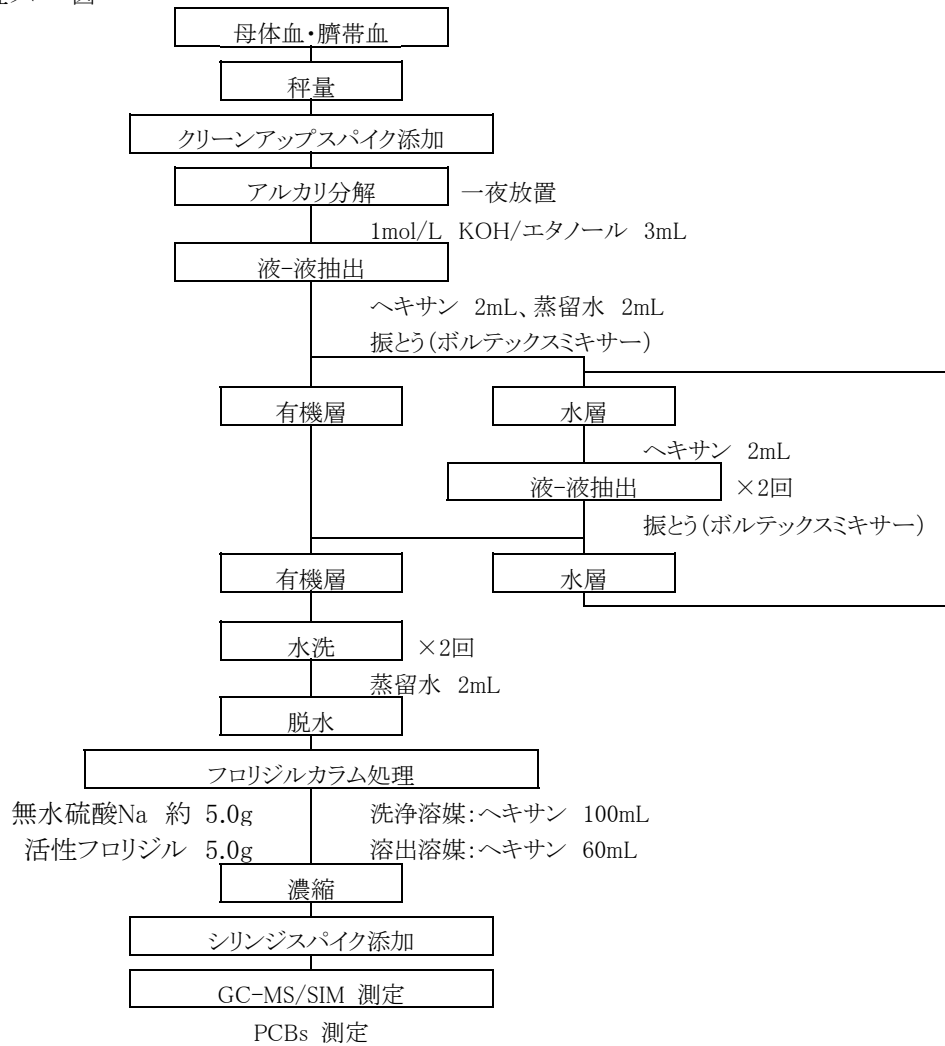 図
母体血・臍帯血
秤量
クリーンアップスパイク添加
アルカリ分解 一夜放置
1mol/L KOH/エタノール 3mL
液-液抽出
ヘキサン 2mL、蒸留水 2mL
振とう(ボルテックスミキサー)
有機層 水層
ヘキサン 2mL
液-液抽出 ×2回
振とう(ボルテックスミキサー)
有機層 水層
水洗 ×2回
蒸留水 2mL
脱水
フロリジルカラム処理
無水硫酸Na 約 5.0g 洗浄溶媒:ヘキサン 100mL
活性フロリジル 5.0g 溶出溶媒:ヘキサン 60mL
濃縮
シリンジスパイク添加
GC-MS/SIM 測定
PCBs 測定